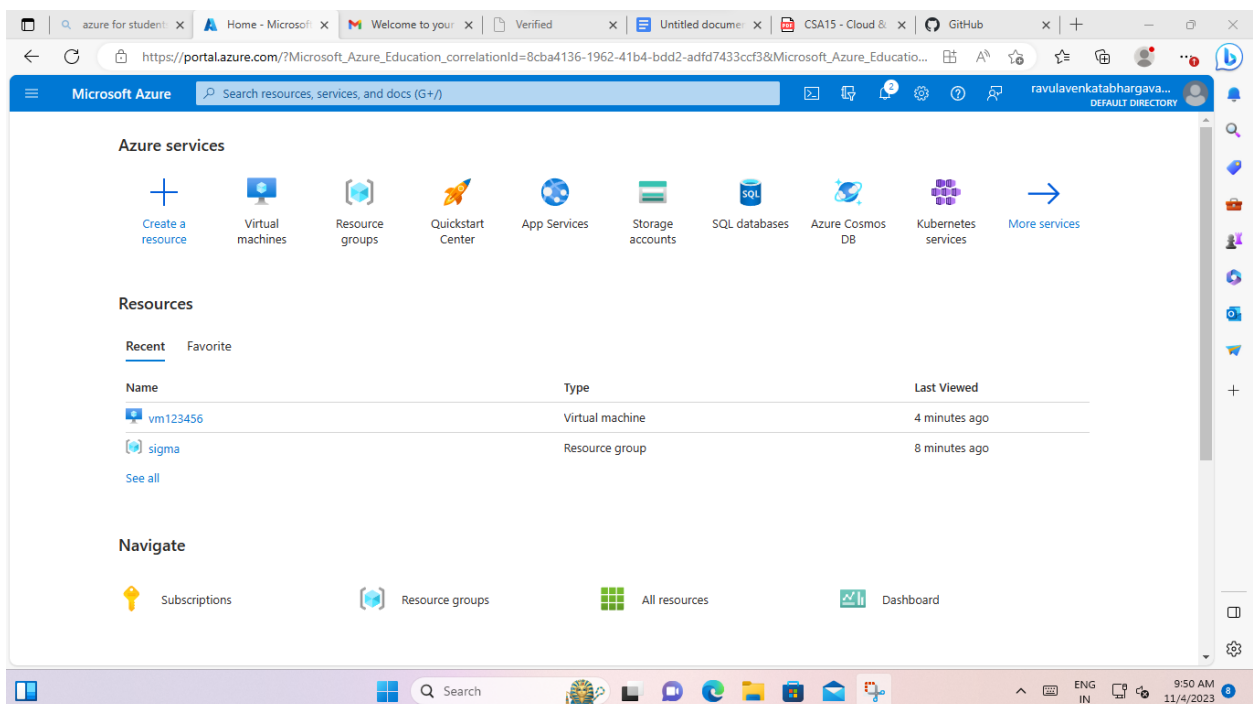 azure for student
Home - Microsoft
Welcome to your
Verified
Untitled documen
CSA15 - Cloud &
GitHub
https://portal.azure.com/?Microsoft_Azure_Education_correlationId=8cba4136-1962-41b4-bdd2-adfd7433ccf3&Microsoft_Azure_Educatio...
Microsoft Azure
Search resources, services, and docs (G+/)
2
ravulavenkatabhargava...
DEFAULT DIRECTORY
Azure services
Create a resource
Virtual machines
Resource groups
Quickstart Center
App Services
Storage accounts
SQL
SQL databases
Azure Cosmos DB
Kubernetes services
More services
Resources
Recent Favorite
Name Type Last Viewed
vm123456 Virtual machine 4 minutes ago
sigma Resource group 8 minutes ago
See all
Navigate
Subscriptions
Resource groups
All resources
Dashboard
Search
ENG
IN
9:50 AM
11/4/2023
8